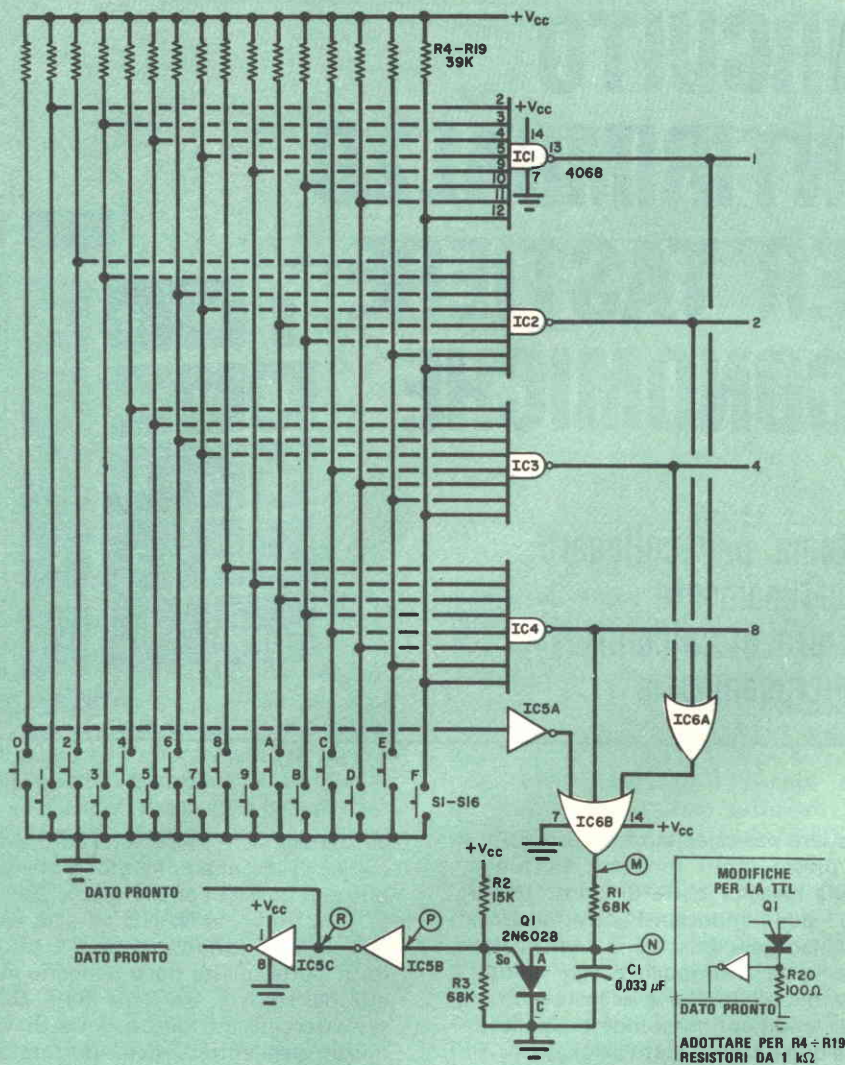 +Vcc
R4-R19
39K
2
3
4
5
9
10
11
12
+Vcc
14
IC1
13
7
4068
1
IC2
2
IC3
4
IC4
8
IC5A
IC6A
0
1
2
3
4
5
6
7
8
9
A
B
C
D
E
F
S1-S16
7
IC6B
14
+Vcc
M
R1
68K
N
C1
0,033 µF
+Vcc
R2
15K
Q1
2N6028
So
A
C
R3
68K
P
IC5B
R
DATO PRONTO
+Vcc
1
8
IC5C
DATO PRONTO
MODIFICHE
PER LA TTL
Q1
R20
100Ω
DATO PRONTO
ADOTTARE PER R4÷R19
RESISTORI DA 1 kΩ